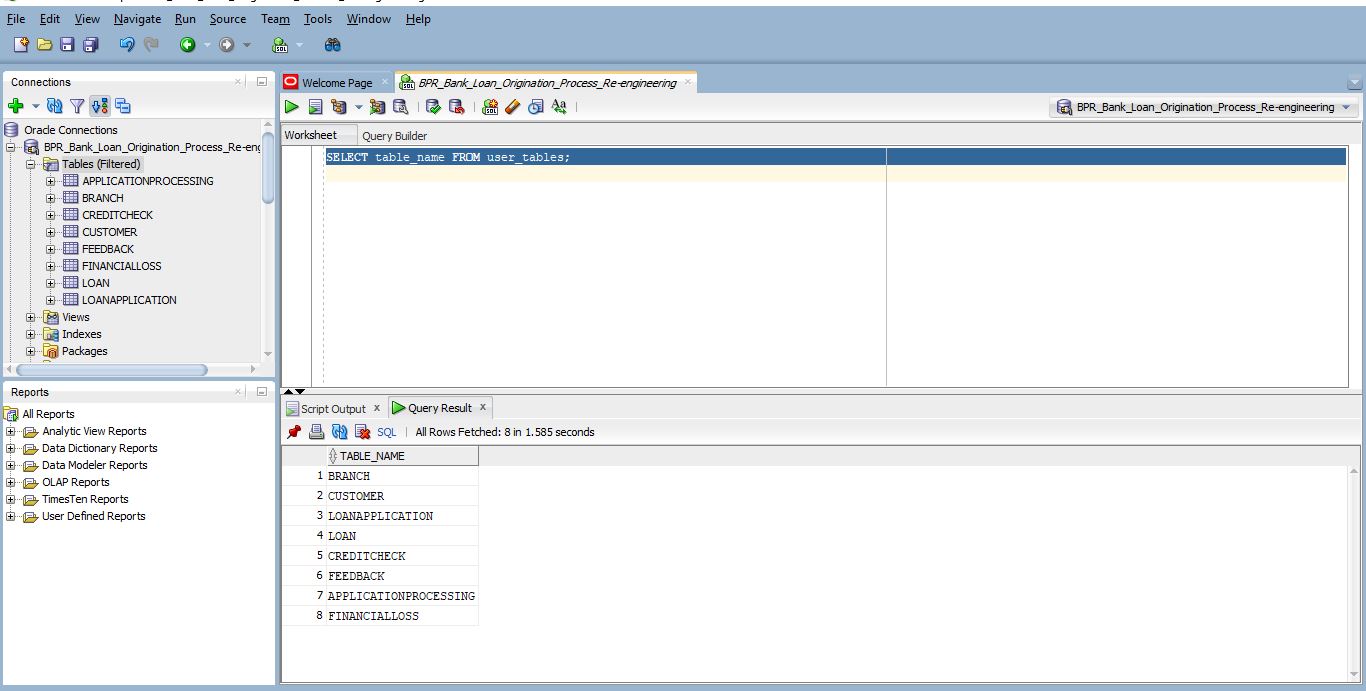 File Edit View Navigate Run Source Team Tools Window Help
Connections
Oracle Connections
BPR_Bank_Loan_Origination_Process_Re-eng
Tables (Filtered)
APPLICATIONPROCESSING
BRANCH
CREDITCHECK
CUSTOMER
FEEDBACK
FINANCIALLOSS
LOAN
LOANAPPLICATION
Views
Indexes
Packages
Reports
All Reports
Analytic View Reports
Data Dictionary Reports
Data Modeler Reports
OLAP Reports
TimesTen Reports
User Defined Reports
Welcome Page BPR_Bank_Loan_Origination_Process_Re-engineering
BPR_Bank_Loan_Origination_Process_Re-engineering
Worksheet Query Builder
SELECT table_name FROM user_tables;
Script Output x Query Result x
SQL All Rows Fetched: 8 in 1.585 seconds
TABLE_NAME
1 BRANCH
2 CUSTOMER
3 LOANAPPLICATION
4 LOAN
5 CREDITCHECK
6 FEEDBACK
7 APPLICATIONPROCESSING
8 FINANCIALLOSS